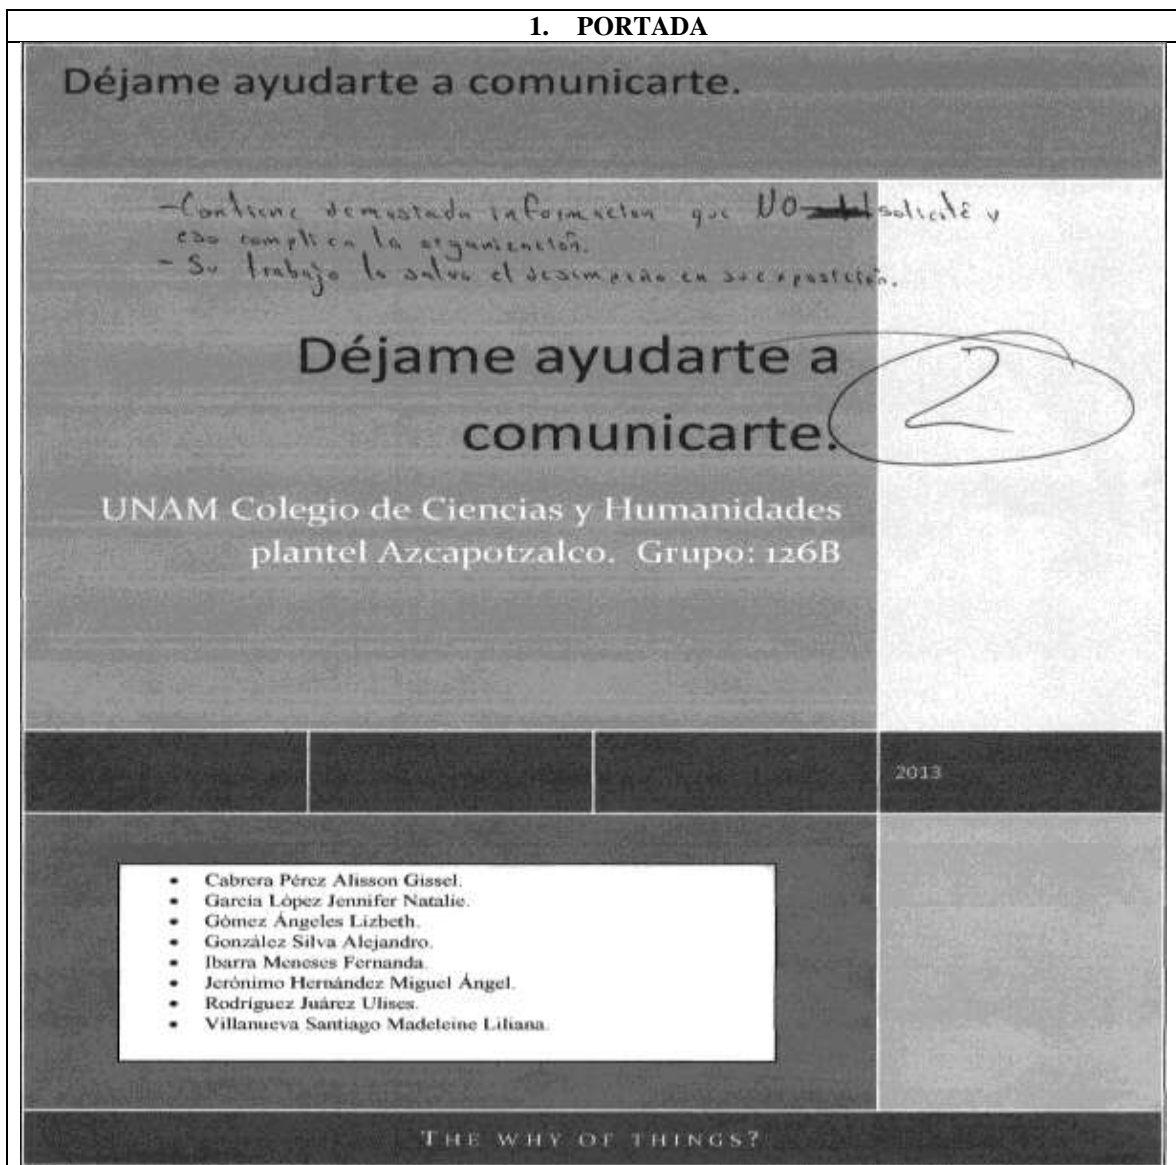 1. PORTADA
Déjame ayudarte a comunicarte.
-Contiene demasiada informacion que NO solicité y
eso complica la organización.
- Su trabajo lo salva el desempeño en su exposición.
Déjame ayudarte a
comunicarte.
2
UNAM Colegio de Ciencias y Humanidades
plantel Azcapotzalco. Grupo: 126B
2013
• Cabrera Pérez Alisson Gissel.
• García López Jennifer Natalie.
• Gómez Ángeles Lizbeth.
• González Silva Alejandro.
• Ibarra Meneses Fernanda.
• Jerónimo Hernández Miguel Ángel.
• Rodríguez Juárez Ulises.
• Villanueva Santiago Madeleine Liliana.
THE WHY OF THINGS?